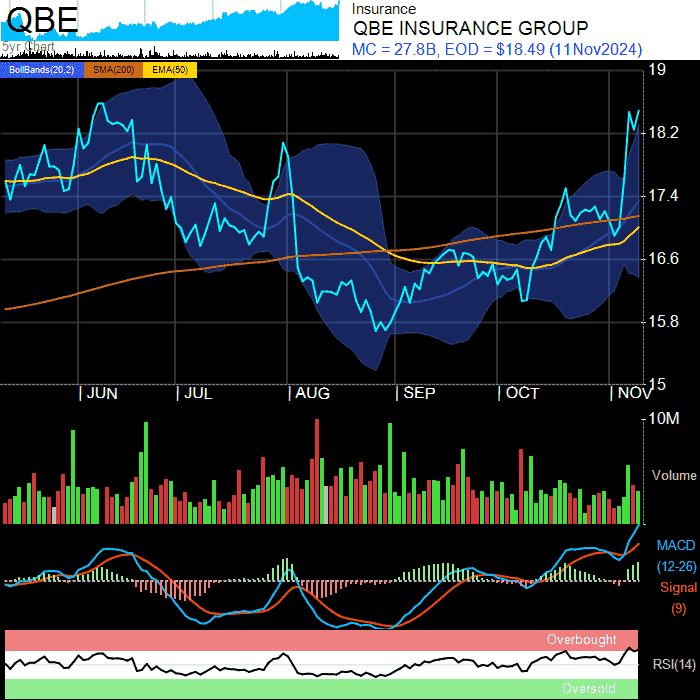 QBE
5yr Chart
Insurance
QBE INSURANCE GROUP
MC = 27.8B, EOD = $18.49 (11Nov2024)
BollBands(20,2) SMA(200) EMA(50)
19
18.2
17.4
16.6
15.8
15
JUN JUL AUG SEP OCT NOV
10M
Volume
MACD
(12-26)
Signal
(9)
Overbought
RSI(14)
Oversold